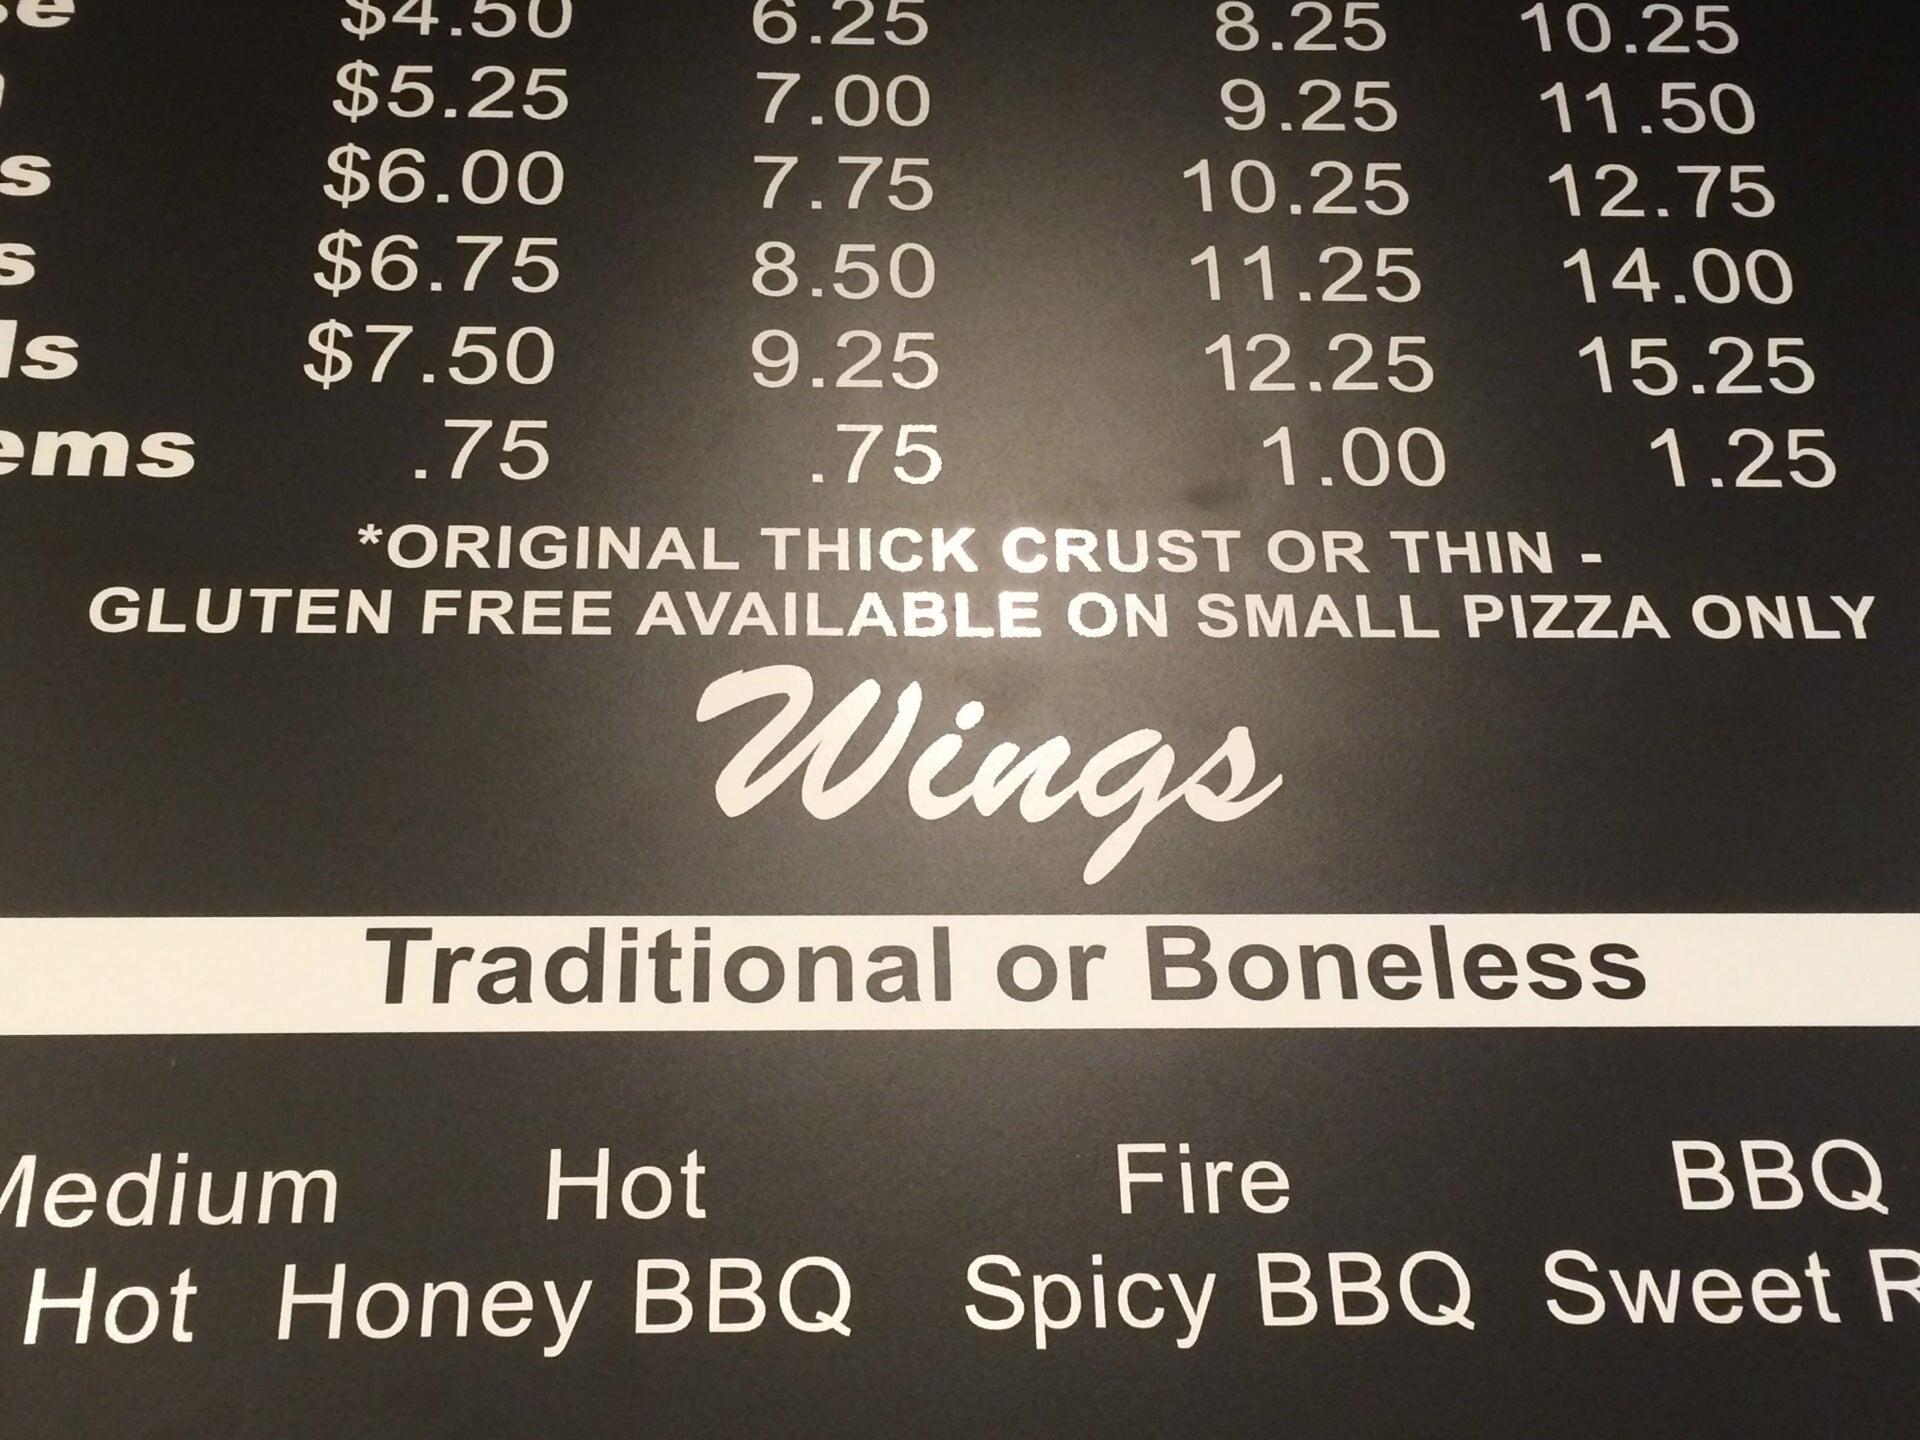 $4.50 6.25 8.25 10.25
$5.25 7.00 9.25 11.50
$6.00 7.75 10.25 12.75
$6.75 8.50 11.25 14.00
$7.50 9.25 12.25 15.25
.75 .75 1.00 1.25
*ORIGINAL THICK CRUST OR THIN -
GLUTEN FREE AVAILABLE ON SMALL PIZZA ONLY
Wings
Traditional or Boneless
Medium Hot Fire BBQ
Hot Honey BBQ Spicy BBQ Sweet